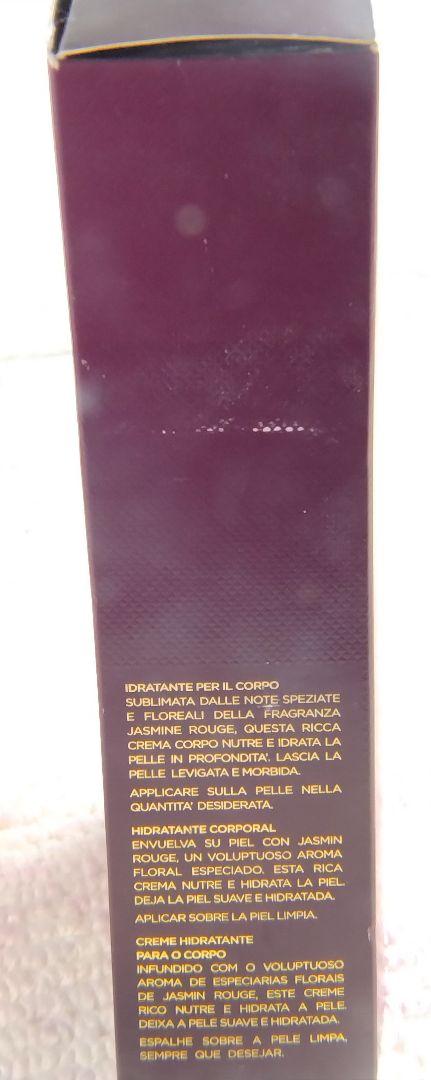 IDRATANTE PER IL CORPO
SUBLIMATA DALLE NOTE SPEZIATE
E FLOREALI DELLA FRAGRANZA
JASMINE ROUGE, QUESTA RICCA
CREMA CORPO NUTRE E IDRATA LA
PELLE IN PROFONDITA'. LASCIA LA
PELLE LEVIGATA E MORBIDA.
APPLICARE SULLA PELLE NELLA
QUANTITA' DESIDERATA.
HIDRATANTE CORPORAL
ENVUELVA SU PIEL CON JASMIN
ROUGE, UN VOLUPTUOSO AROMA
FLORAL ESPECIADO. ESTA RICA
CREMA NUTRE E HIDRATA LA PIEL.
DEJA LA PIEL SUAVE E HIDRATADA.
APLICAR SOBRE LA PIEL LIMPIA.
CREME HIDRATANTE
PARA O CORPO
INFUNDIDO COM O VOLUPTUOSO
AROMA DE ESPECIARIAS FLORAIS
DE JASMIN ROUGE, ESTE CREME
RICO NUTRE E HIDRATA A PELE.
DEIXA A PELE SUAVE E HIDRATADA.
ESPALHE SOBRE A PELE LIMPA,
SEMPRE QUE DESEJAR.